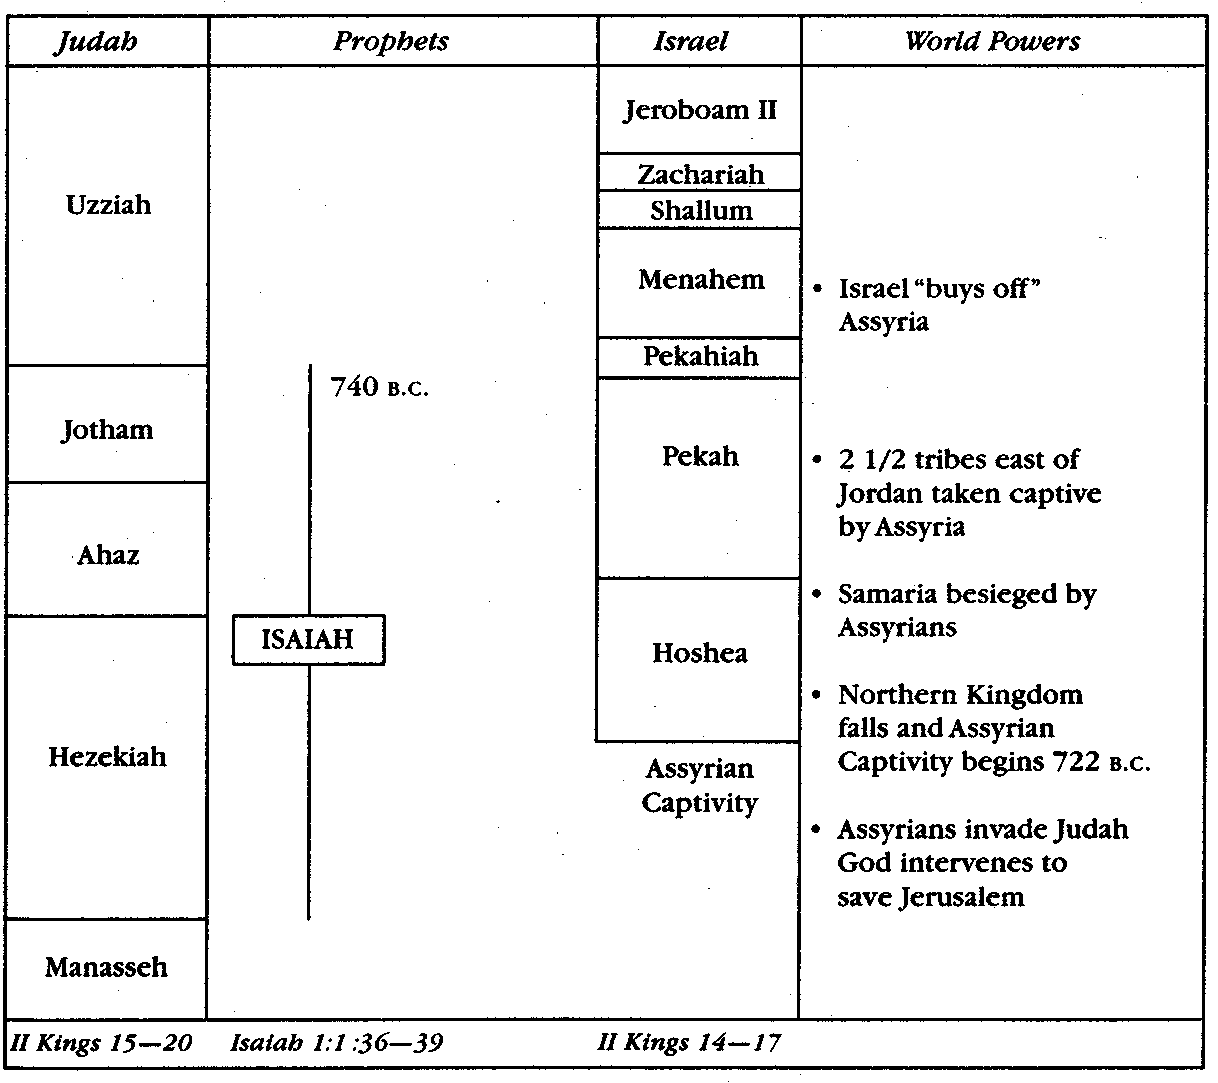 Judah Prophets Israel World Powers
Uzziah
Jotham
Ahaz
Hezekiah
Manasseh
740 B.C.
ISAIAH
Jeroboam II
Zachariah
Shallum
Menahem
Pekahiah
Pekah
Hoshea
Assyrian
Captivity
• Israel “buys off”
Assyria
• 2 1/2 tribes east of
Jordan taken captive
by Assyria
• Samaria besieged by
Assyrians
• Northern Kingdom
falls and Assyrian
Captivity begins 722 B.C.
• Assyrians invade Judah
God intervenes to
save Jerusalem
II Kings 15—20 Isaiah 1:1 :36—39 II Kings 14—17